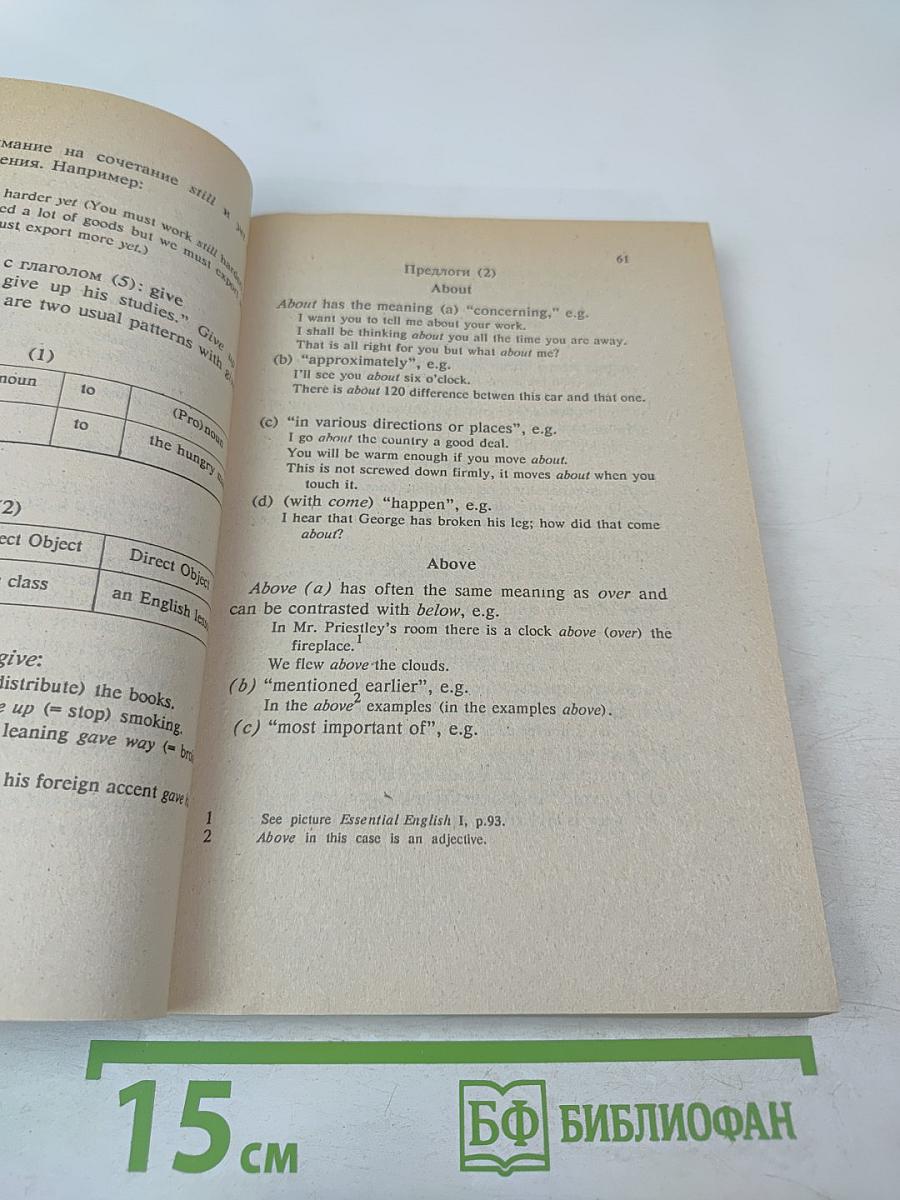 мание на сочетание still и
ения. Например:
harder yet (You must work still harder
ed a lot of goods but we must export
ust export more yet.)
с глаголом (5): give
give up his studies.” Give up
are two usual patterns with
(1)
noun to (Pro)noun
to the hungry
2)
ect Object Direct Object
class an English
give:
distribute) the books.
e up (= stop) smoking.
leaning gave way (=
his foreign accent gave
61
Предлоги (2)
About
About has the meaning (a) “concerning,” e.g.
I want you to tell me about your work.
I shall be thinking about you all the time you are away.
That is all right for you but what about me?
(b) “approximately”, e.g.
I’ll see you about six o’clock.
There is about 120 difference betwen this car and that one.
(c) “in various directions or places”, e.g.
I go about the country a good deal.
You will be warm enough if you move about.
This is not screwed down firmly, it moves about when you
touch it.
(d) (with come) “happen”, e.g.
I hear that George has broken his leg; how did that come
about?
Above
Above (a) has often the same meaning as over and
can be contrasted with below, e.g.
In Mr. Priestley’s room there is a clock above (over) the
fireplace.1
We flew above the clouds.
(b) “mentioned earlier”, e.g.
In the above2 examples (in the examples above).
(c) “most important of”, e.g.
1 See picture Essential English I, p.93.
2 Above in this case is an adjective.
15 см
БФ БИБЛИОФАН